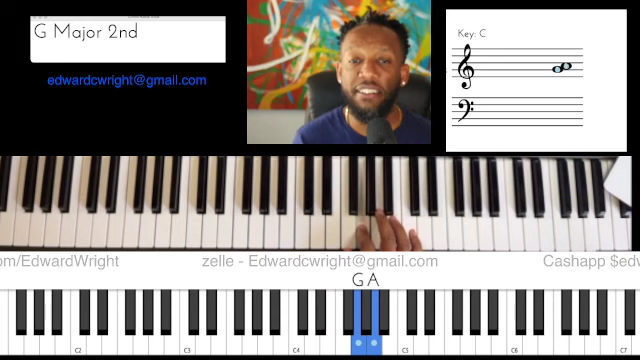 G Major 2nd
edwardcwright@gmail.com
Key: C
om/EdwardWright
zelle - Edwardcwright@gmail.com
Cashapp $edw
G A
C2 C3 C4 C5 C6 C7